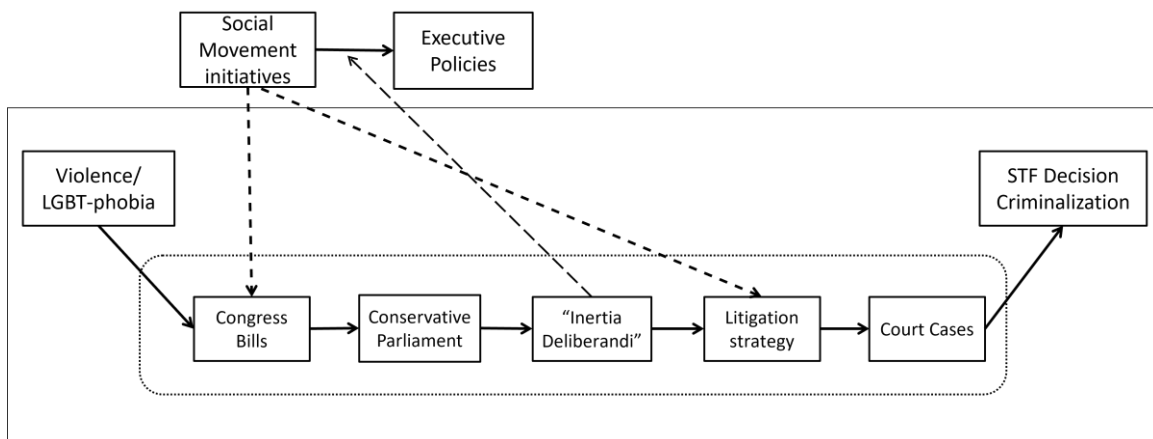 Social
Movement
initiatives
Executive
Policies
Violence/
LGBT-phobia
STF Decision
Criminalization
Congress
Bills
Conservative
Parliament
“Inertia
Deliberandi”
Litigation
strategy
Court Cases